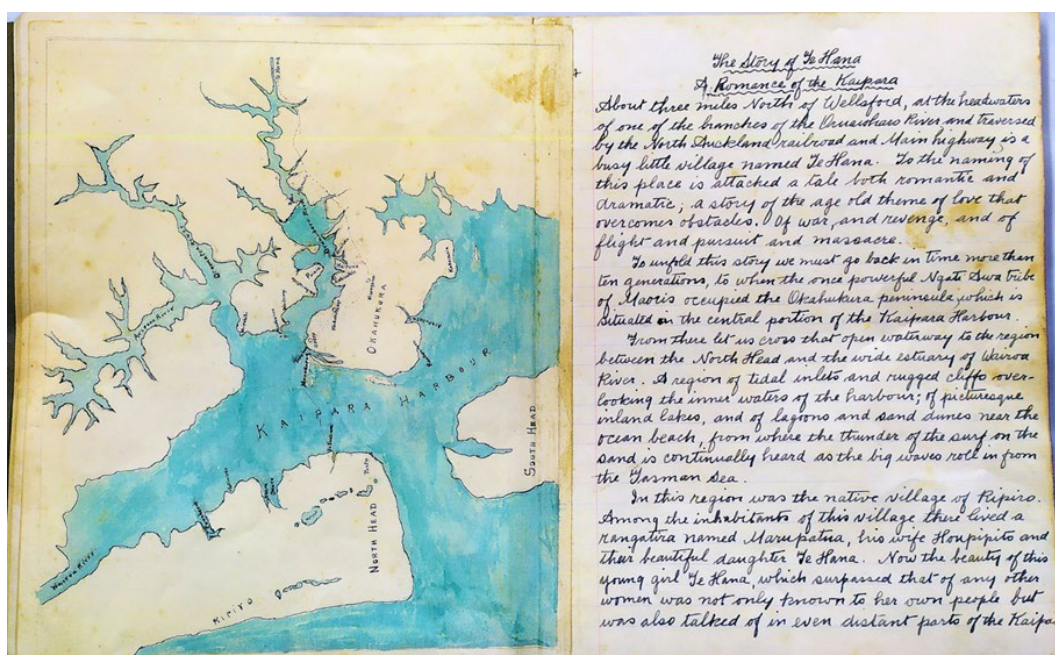 The Story of Te Hana
A Romance of the Kaipara
About three miles North of Wellsford, at the headwaters
of one of the branches of the Oruawharo River and traversed
by the North Auckland railroad and Main highway is a
busy little village named Te Hana. To the naming of
this place is attached a tale both romantic and
dramatic; a story of the age old theme of love that
overcomes obstacles. Of war, and revenge, and of
flight and pursuit and massacre.
To unfold this story we must go back in time more than
ten generations, to when the once powerful Ngati Awa tribe
of Maoris occupied the Okahukura peninsula, which is
situated in the central portion of the Kaipara Harbour.
From there let us cross that open waterway to the region
between the North Head and the wide estuary of Wairoa
River. A region of tidal inlets and rugged cliffs over-
looking the inner waters of the harbour; of picturesque
inland lakes, and of lagoons and sand dunes near the
ocean beach, from where the thunder of the surf on the
sand is continually heard as the big waves roll in from
the Tasman Sea.
In this region was the native village of Ripiro.
Among the inhabitants of this village there lived a
rangatira named Marupatua, his wife Houpipito and
their beautiful daughter Te Hana. Now the beauty of this
young girl Te Hana, which surpassed that of any other
women was not only known to her own people but
was also talked of in even distant parts of the Kaipa
OKAHUKURA
KAIPARA HARBOUR
SOUTH HEAD
NORTH HEAD
WAIROA RIVER
RIPIRO